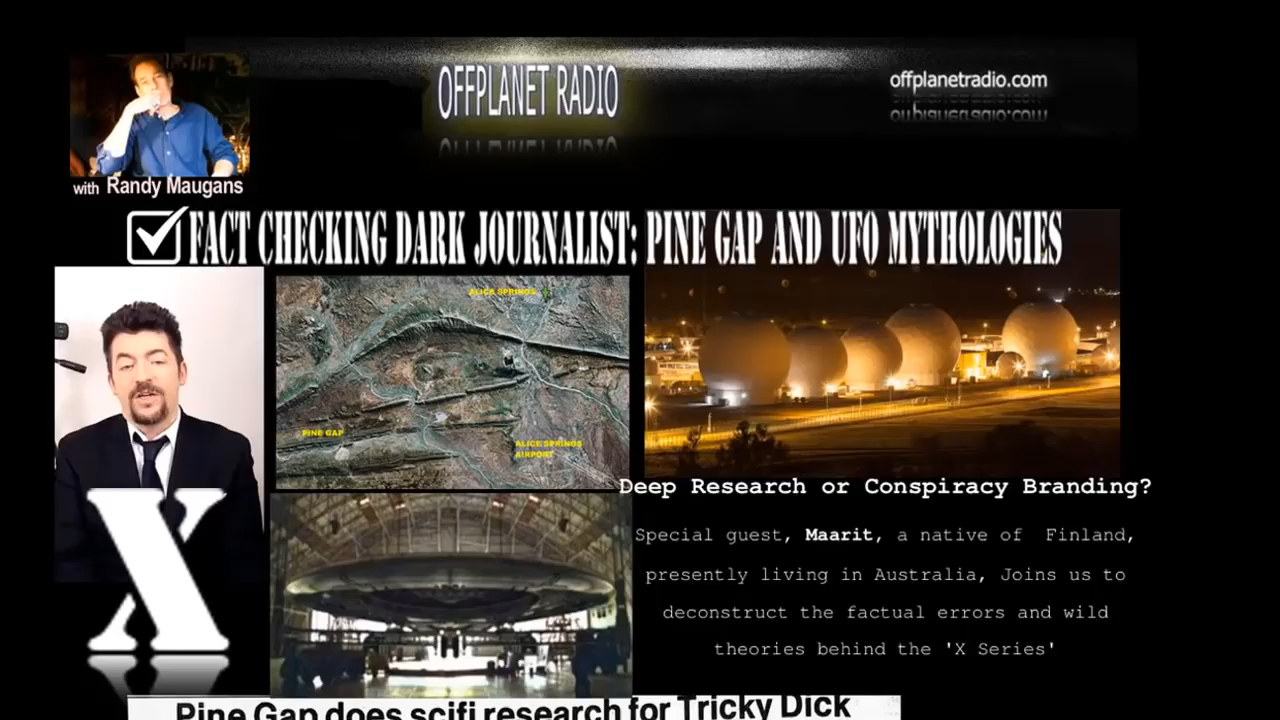 OFFPLANET RADIO
offplanetradio.com
with Randy Maugans
FACT CHECKING DARK JOURNALIST: PINE GAP AND UFO MYTHOLOGIES
ALICE SPRINGS
PINE GAP
ALICE SPRINGS
AIRPORT
X
Deep Research or Conspiracy Branding?
Special guest, Maarit, a native of Finland,
presently living in Australia, Joins us to
deconstruct the factual errors and wild
theories behind the 'X Series'
Pine Gap does scifi research for Tricky Dick